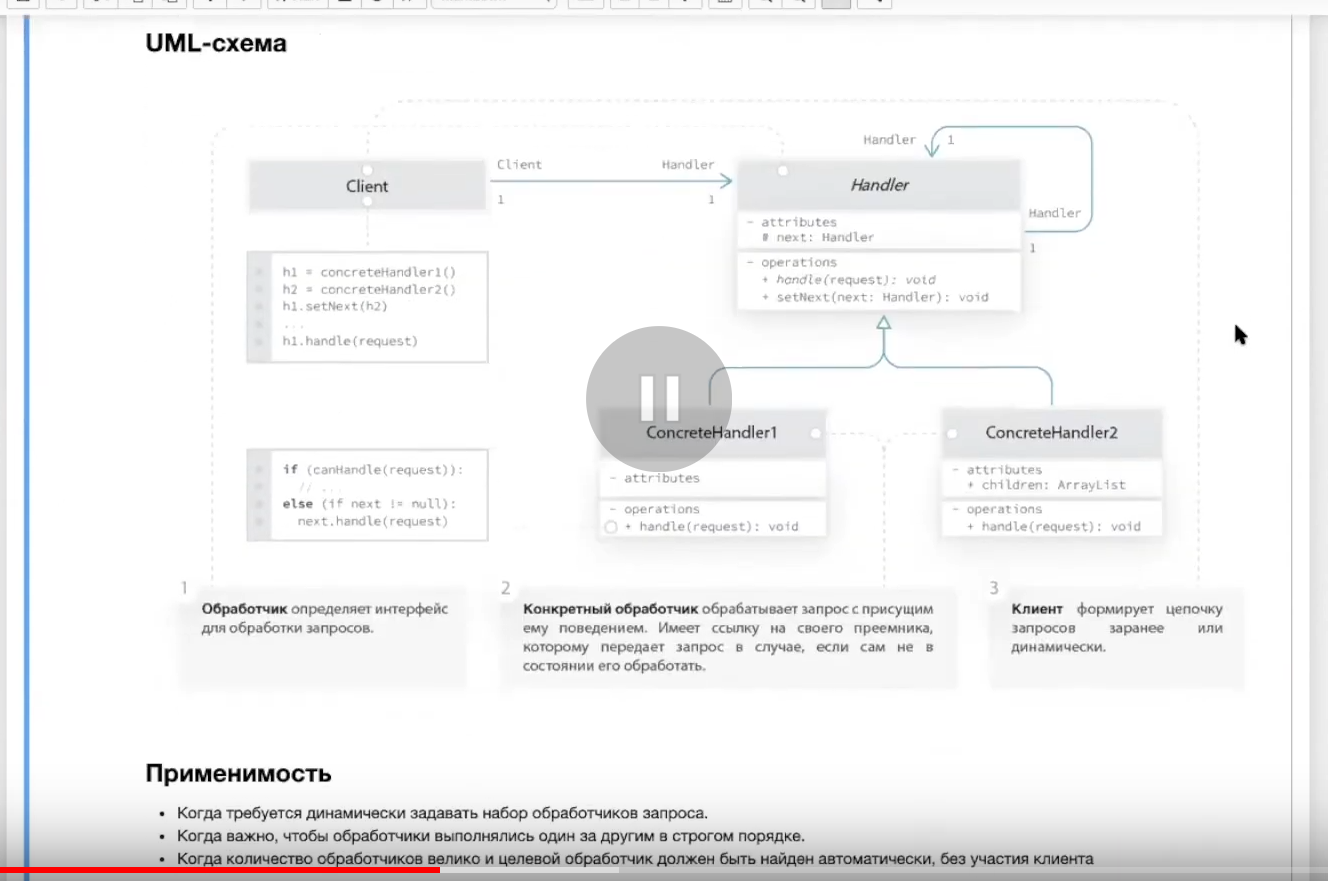 UML-схема
Handler 1
Client Handler
Client
Handler
1 1
Handler
1
- attributes
# next: Handler
- operations
+ handle(request): void
+ setNext(next: Handler): void
h1 = concreteHandler1()
h2 = concreteHandler2()
h1.setNext(h2)
...
h1.handle(request)
ConcreteHandler1
- attributes
- operations
+ handle(request): void
ConcreteHandler2
- attributes
+ children: ArrayList
- operations
+ handle(request): void
if (canHandle(request)):
// ...
else (if next != null):
next.handle(request)
1
Обработчик определяет интерфейс
для обработки запросов.
2
Конкретный обработчик обрабатывает запрос с присущим
ему поведением. Имеет ссылку на своего преемника,
которому передает запрос в случае, если сам не в
состоянии его обработать.
3
Клиент формирует цепочку
запросов заранее или
динамически.
Применимость
• Когда требуется динамически задавать набор обработчиков запроса.
• Когда важно, чтобы обработчики выполнялись один за другим в строгом порядке.
• Когда количество обработчиков велико и целевой обработчик должен быть найден автоматически, без участия клиента